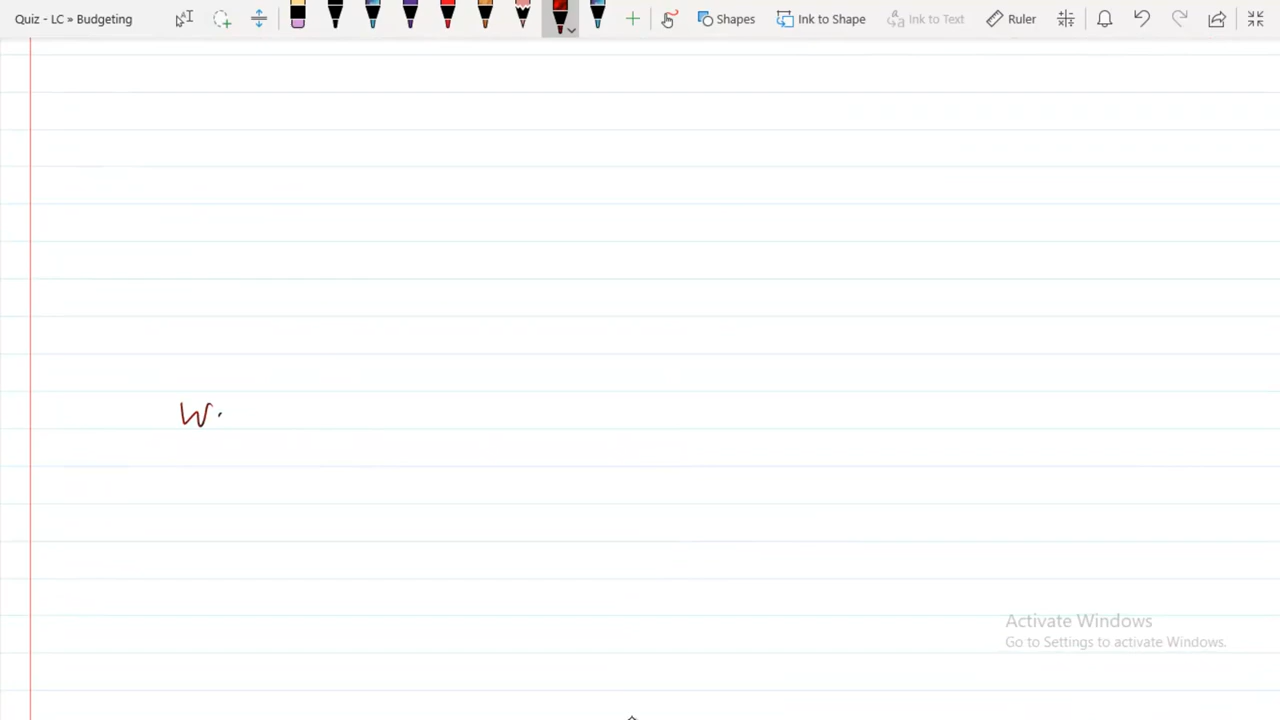 Quiz - LC » Budgeting
Shapes
Ink to Shape
Ink to Text
Ruler
W.
Activate Windows
Go to Settings to activate Windows.